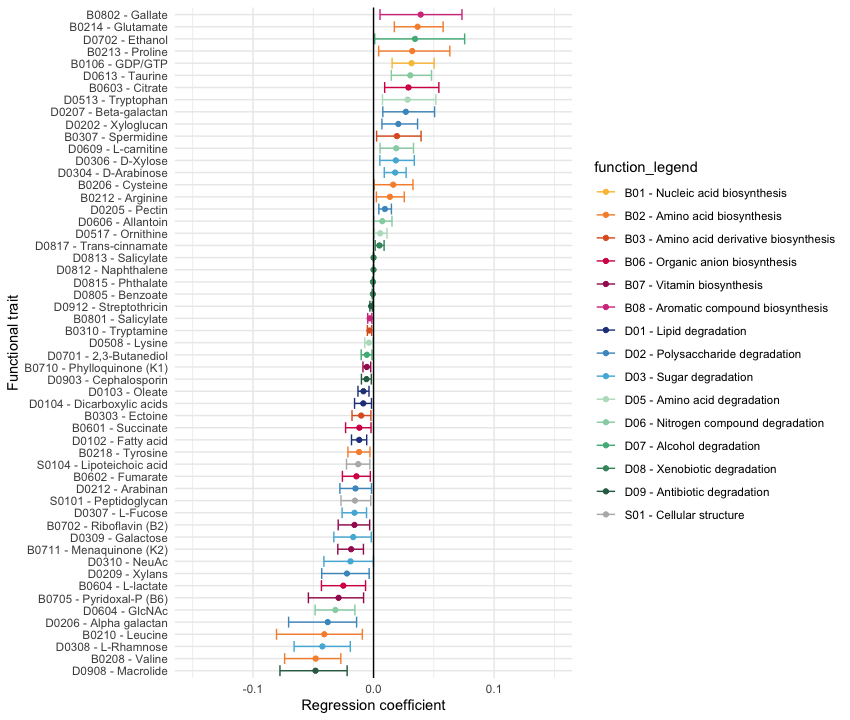 B0802 - Gallate
B0214 - Glutamate
D0702 - Ethanol
B0213 - Proline
B0106 - GDP/GTP
D0613 - Taurine
B0603 - Citrate
D0513 - Tryptophan
D0207 - Beta-galactan
D0202 - Xyloglucan
B0307 - Spermidine
D0609 - L-carnitine
D0306 - D-Xylose
D0304 - D-Arabinose
B0206 - Cysteine
B0212 - Arginine
D0205 - Pectin
D0606 - Allantoin
D0517 - Ornithine
D0817 - Trans-cinnamate
D0813 - Salicylate
D0812 - Naphthalene
D0815 - Phthalate
D0805 - Benzoate
D0912 - Streptothricin
B0801 - Salicylate
B0310 - Tryptamine
D0508 - Lysine
D0701 - 2,3-Butanediol
B0710 - Phylloquinone (K1)
D0903 - Cephalosporin
D0103 - Oleate
D0104 - Dicarboxylic acids
B0303 - Ectoine
B0601 - Succinate
D0102 - Fatty acid
B0218 - Tyrosine
S0104 - Lipoteichoic acid
B0602 - Fumarate
D0212 - Arabinan
S0101 - Peptidoglycan
D0307 - L-Fucose
B0702 - Riboflavin (B2)
D0309 - Galactose
B0711 - Menaquinone (K2)
D0310 - NeuAc
D0209 - Xylans
B0604 - L-lactate
B0705 - Pyridoxal-P (B6)
D0604 - GlcNAc
D0206 - Alpha galactan
B0210 - Leucine
D0308 - L-Rhamnose
B0208 - Valine
D0908 - Macrolide
Functional trait
-0.1
0.0
0.1
Regression coefficient
function_legend
B01 - Nucleic acid biosynthesis
B02 - Amino acid biosynthesis
B03 - Amino acid derivative biosynthesis
B06 - Organic anion biosynthesis
B07 - Vitamin biosynthesis
B08 - Aromatic compound biosynthesis
D01 - Lipid degradation
D02 - Polysaccharide degradation
D03 - Sugar degradation
D05 - Amino acid degradation
D06 - Nitrogen compound degradation
D07 - Alcohol degradation
D08 - Xenobiotic degradation
D09 - Antibiotic degradation
S01 - Cellular structure